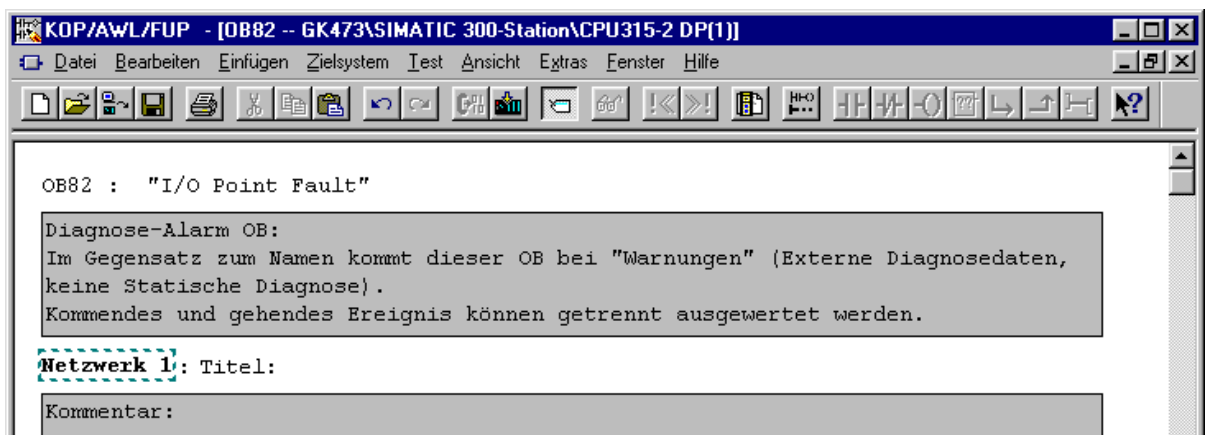 KOP/AWL/FUP - [OB82 -- GK473\SIMATIC 300-Station\CPU315-2 DP(1)]
Datei Bearbeiten Einfügen Zielsystem Test Ansicht Extras Fenster Hilfe
OB82 : "I/O Point Fault"
Diagnose-Alarm OB:
Im Gegensatz zum Namen kommt dieser OB bei "Warnungen" (Externe Diagnosedaten,
keine Statische Diagnose).
Kommendes und gehendes Ereignis können getrennt ausgewertet werden.
Netzwerk 1: Titel:
Kommentar: